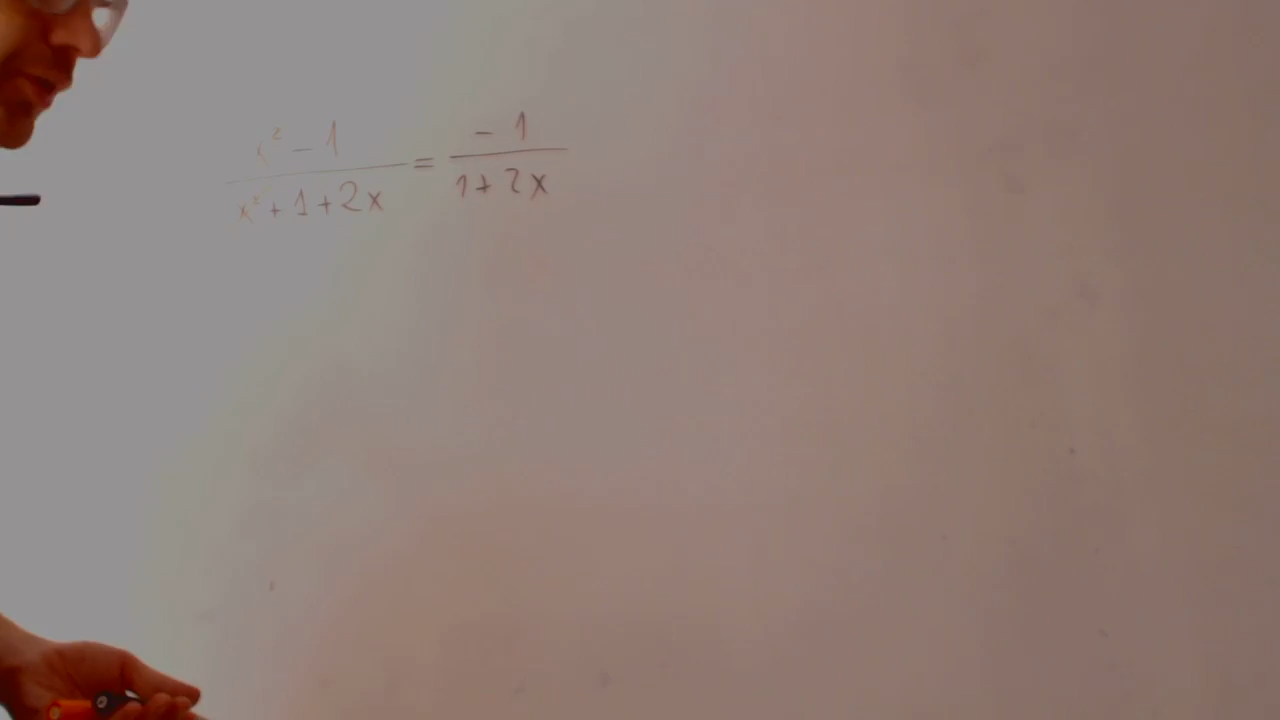 x² - 1 / x² + 1 + 2x = - 1 / 1 + 2x